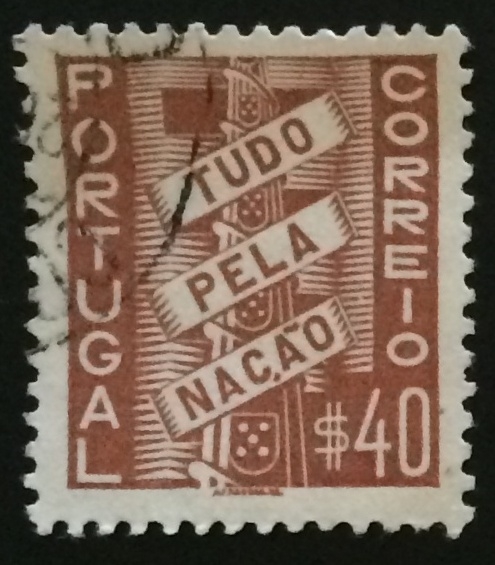 PORTUGAL
CORREIO
TUDO
PELA
NAÇÃO
$40